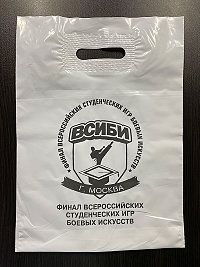 ФИНАЛ ВСЕРОССИЙСКИХ СТУДЕНЧЕСКИХ ИГР БОЕВЫХ ИСКУССТВ
ВСИБИ
Г. МОСКВА
ФИНАЛ ВСЕРОССИЙСКИХ
СТУДЕНЧЕСКИХ ИГР
БОЕВЫХ ИСКУССТВ